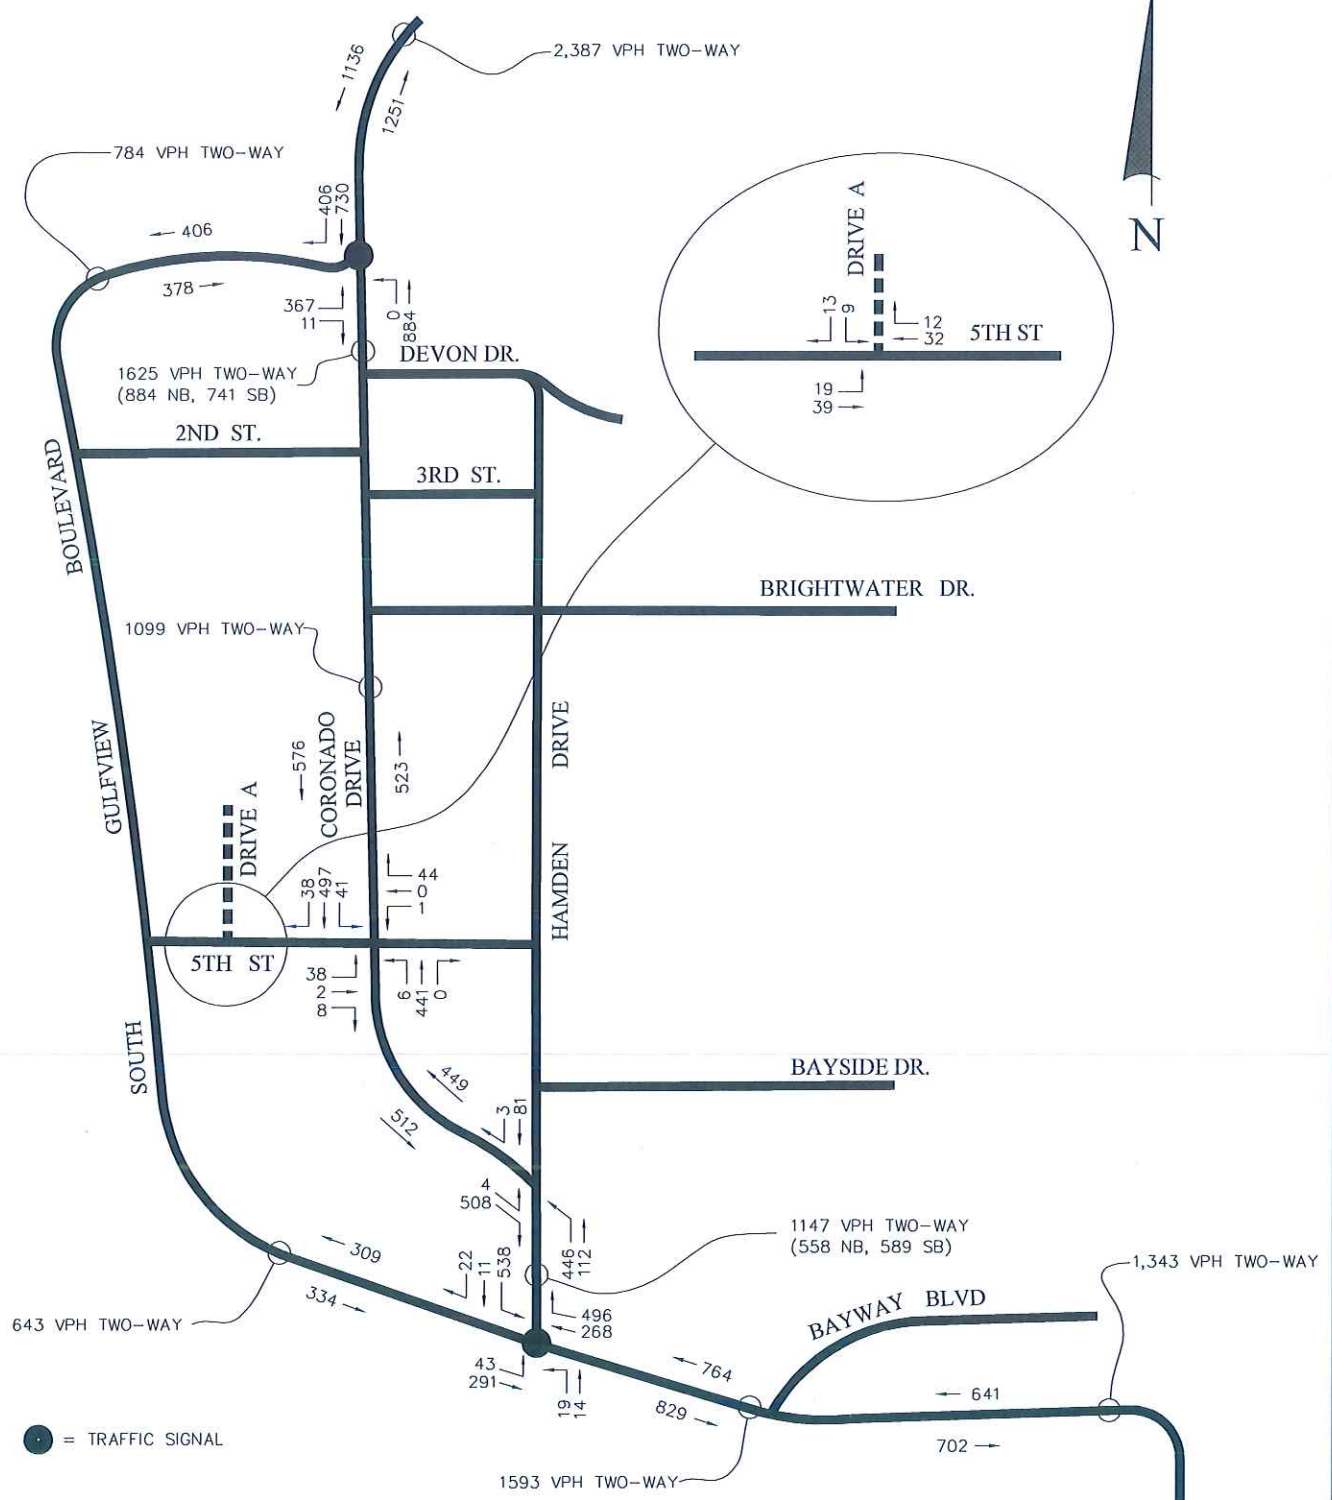 2,387 VPH TWO-WAY
1136
1251
784 VPH TWO-WAY
406
730
406
378
367
11
0
884
1625 VPH TWO-WAY
(884 NB, 741 SB)
DEVON DR.
2ND ST.
3RD ST.
N
DRIVE A
13
9
12
32
5TH ST
19
39
BOULEVARD
BRIGHTWATER DR.
1099 VPH TWO-WAY
GULFVIEW
576
CORONADO
DRIVE
523
DRIVE
HAMDEN
DRIVE A
38
497
41
44
0
1
5TH ST
38
2
8
6
441
0
SOUTH
BAYSIDE DR.
449
512
3
81
4
508
446
112
1147 VPH TWO-WAY
(558 NB, 589 SB)
1,343 VPH TWO-WAY
309
334
22
11
538
496
268
643 VPH TWO-WAY
BAYWAY BLVD
43
291
19
14
764
829
641
702
= TRAFFIC SIGNAL
1593 VPH TWO-WAY